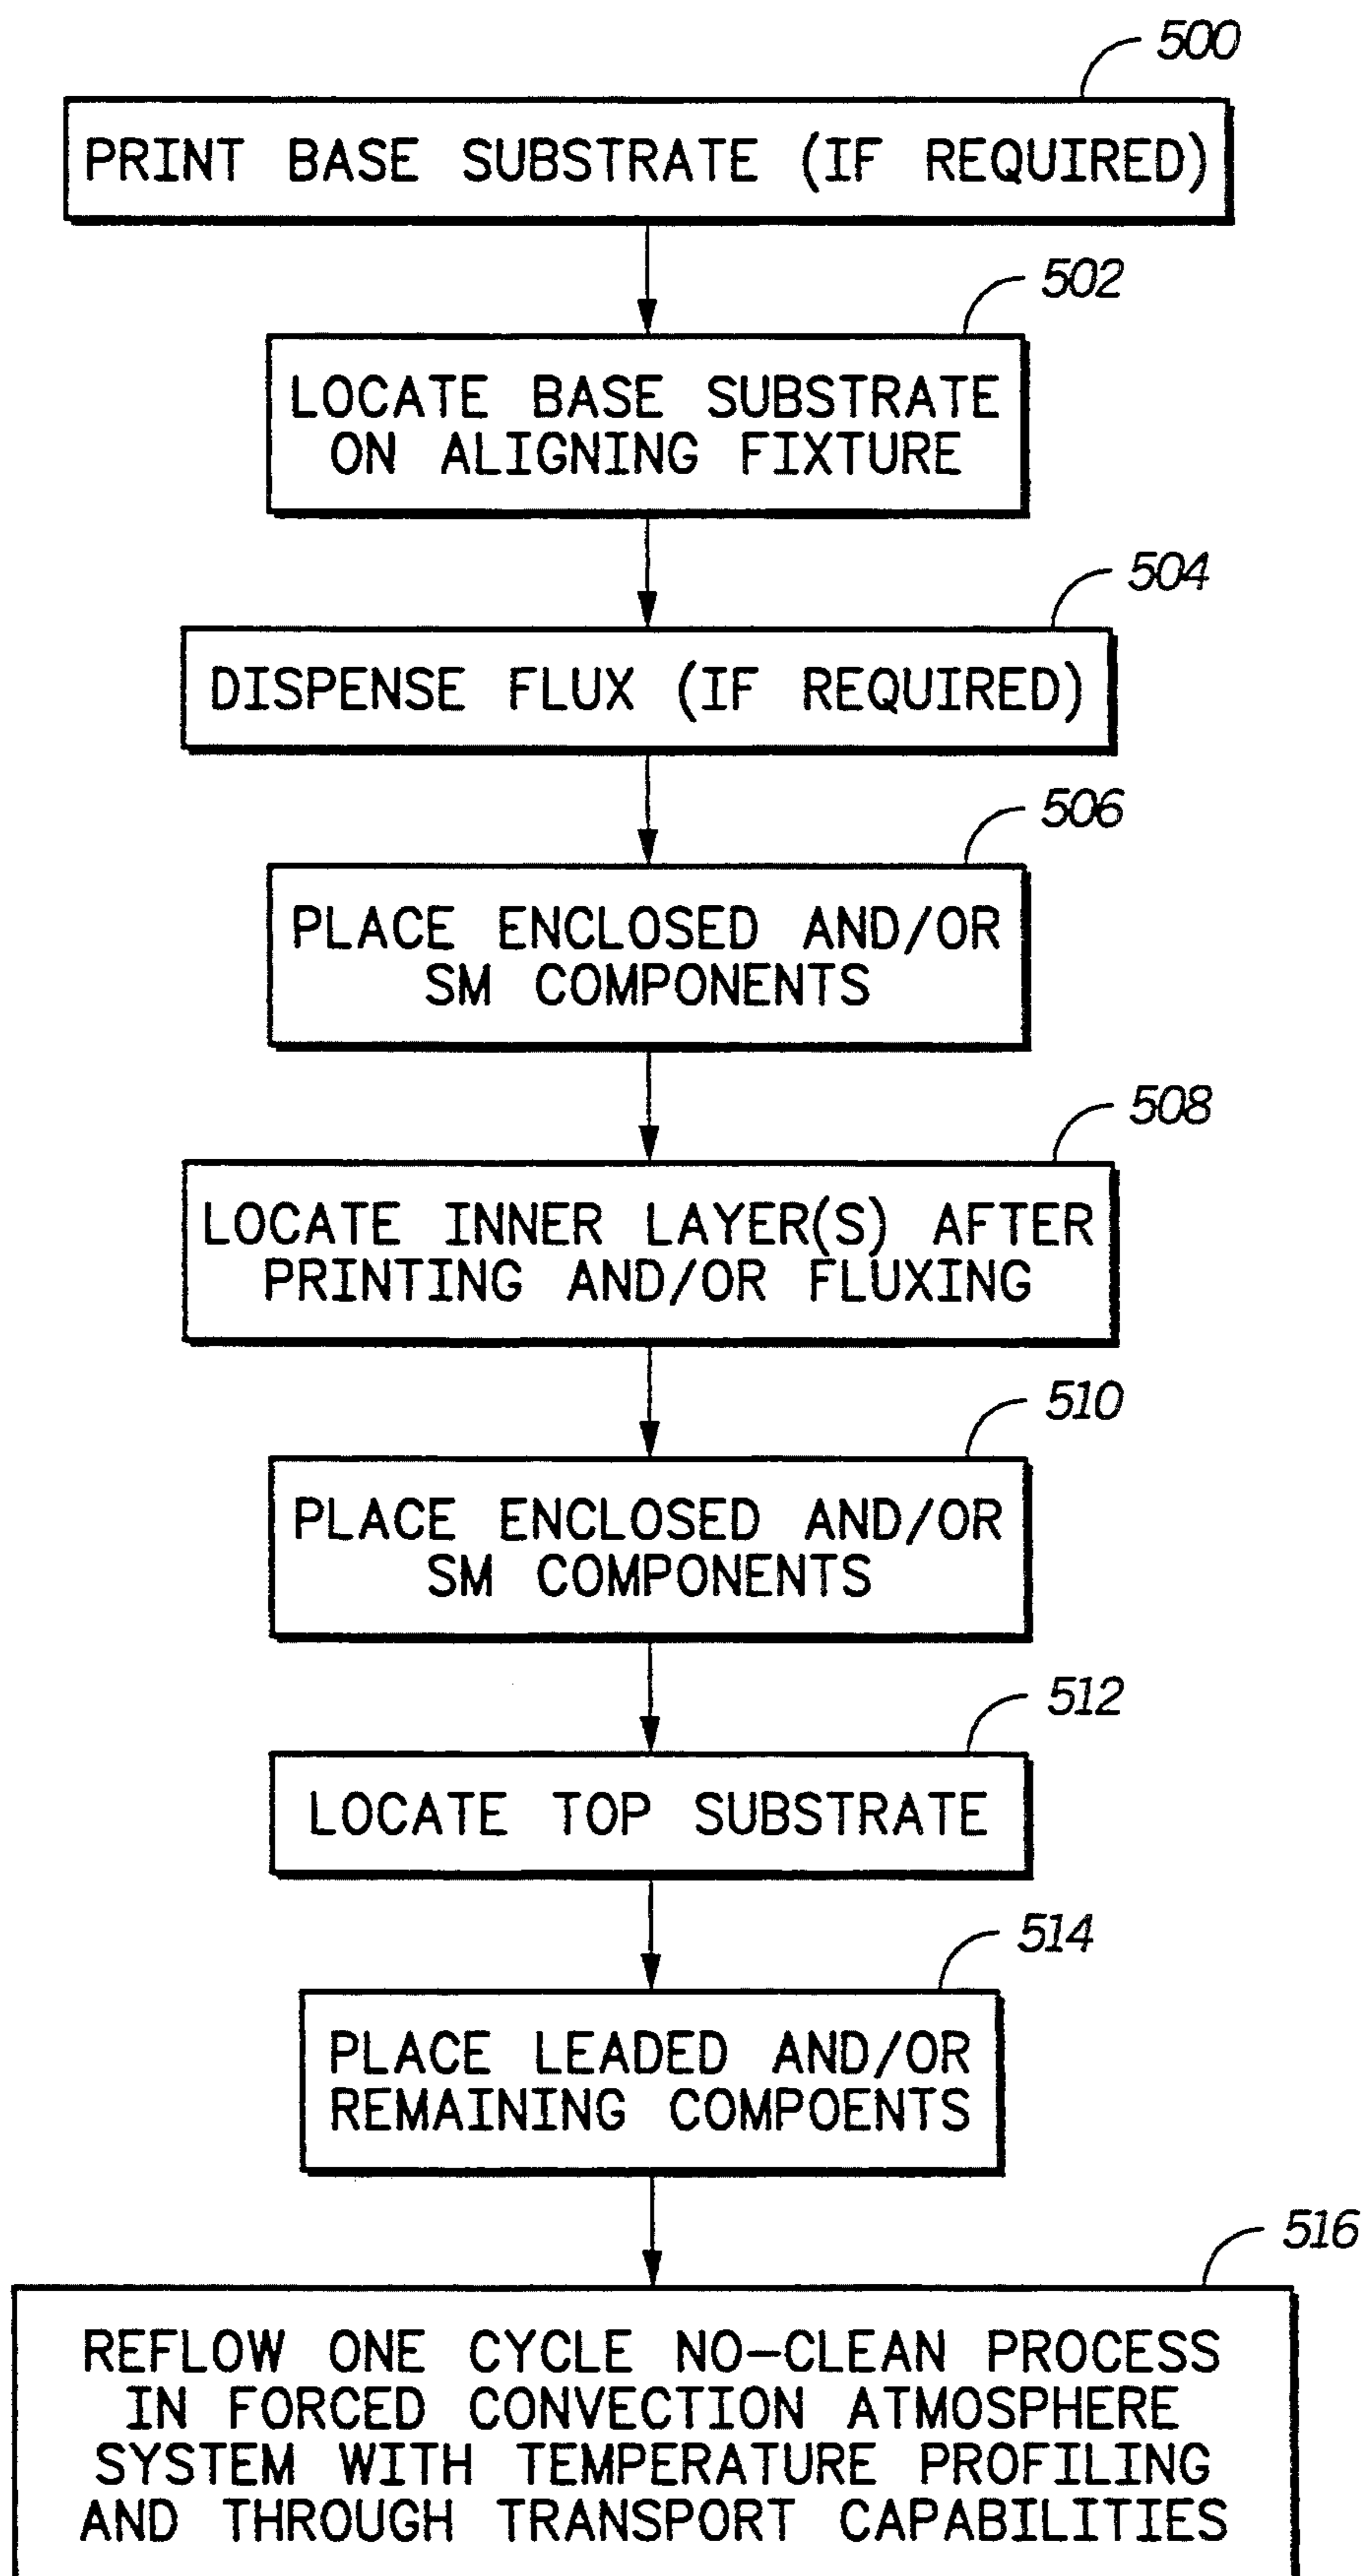 500
PRINT BASE SUBSTRATE (IF REQUIRED)
502
LOCATE BASE SUBSTRATE
ON ALIGNING FIXTURE
504
DISPENSE FLUX (IF REQUIRED)
506
PLACE ENCLOSED AND/OR
SM COMPONENTS
508
LOCATE INNER LAYER(S) AFTER
PRINTING AND/OR FLUXING
510
PLACE ENCLOSED AND/OR
SM COMPONENTS
512
LOCATE TOP SUBSTRATE
514
PLACE LEADED AND/OR
REMAINING COMPOENTS
516
REFLOW ONE CYCLE NO-CLEAN PROCESS
IN FORCED CONVECTION ATMOSPHERE
SYSTEM WITH TEMPERATURE PROFILING
AND THROUGH TRANSPORT CAPABILITIES